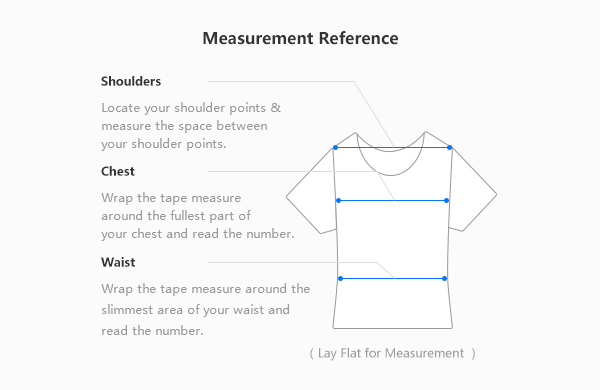 Measurement Reference
Shoulders
Locate your shoulder points &
measure the space between
your shoulder points.
Chest
Wrap the tape measure
around the fullest part of
your chest and read the number.
Waist
Wrap the tape measure around the
slimmest area of your waist and
read the number.
( Lay Flat for Measurement )